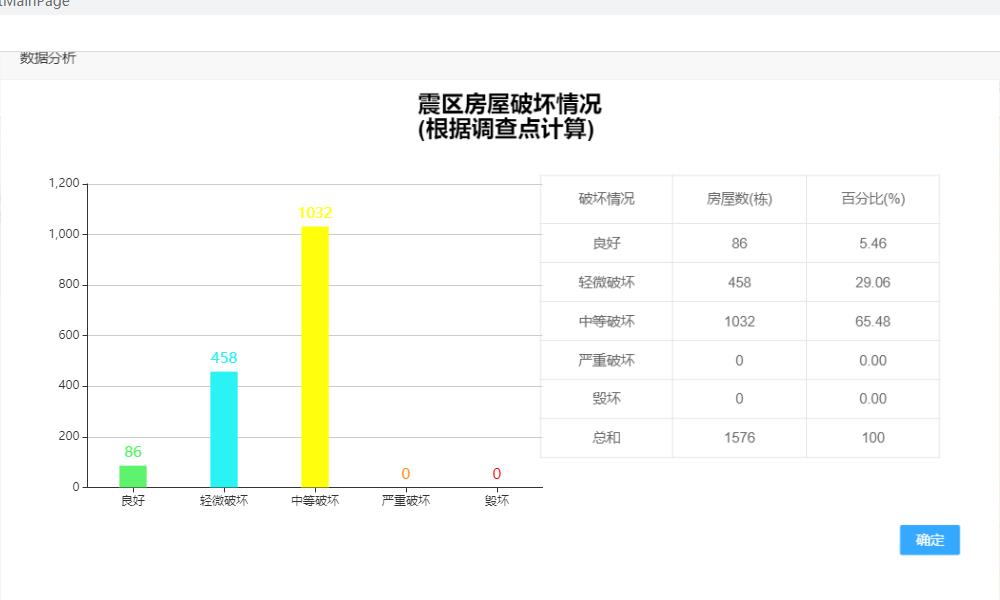 tMainPage
数据分析
震区房屋破坏情况
(根据调查点计算)
1,200
1,000
800
600
400
200
0
86
458
1032
0
0
良好
轻微破坏
中等破坏
严重破坏
毁坏
破坏情况 房屋数(栋) 百分比(%)
良好 86 5.46
轻微破坏 458 29.06
中等破坏 1032 65.48
严重破坏 0 0.00
毁坏 0 0.00
总和 1576 100
确定